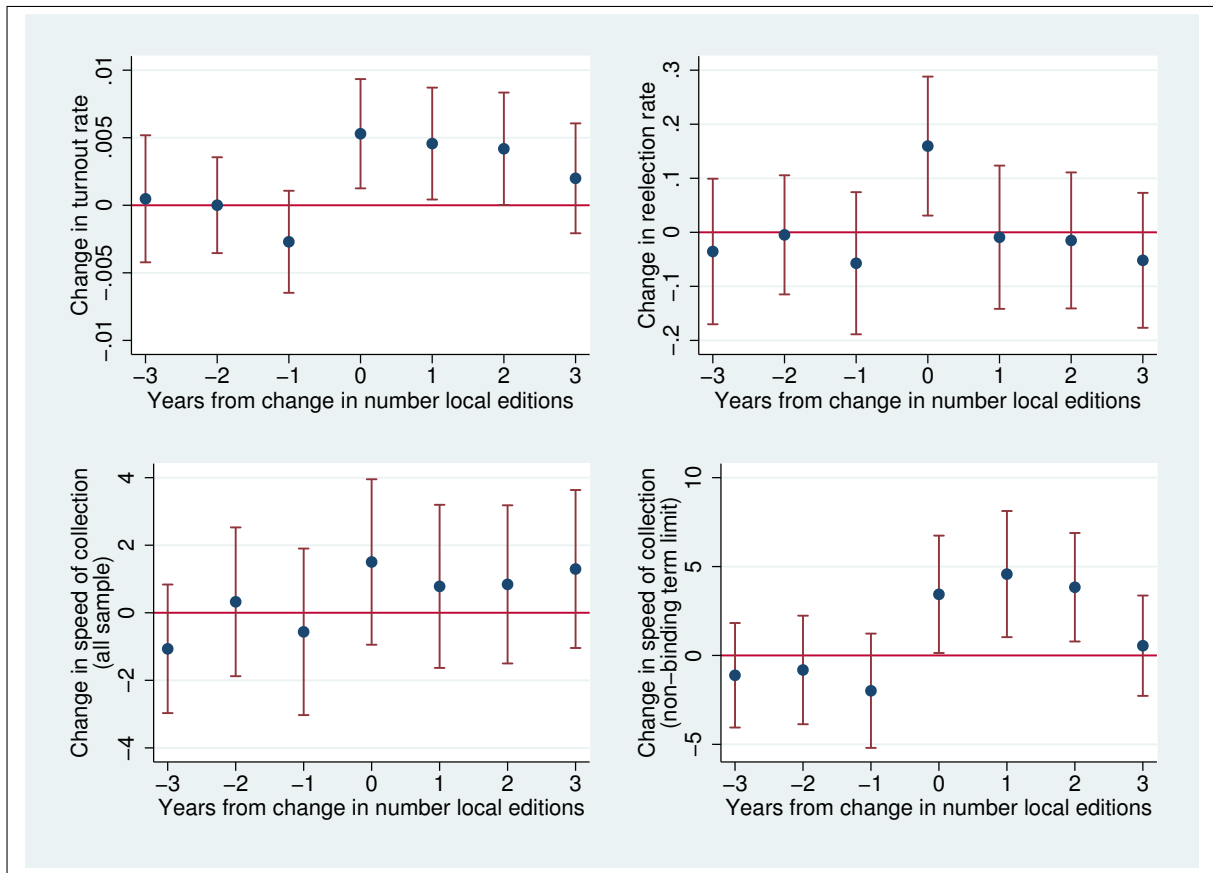 Change in turnout rate
.01
.005
0
−.005
−.01
−3 −2 −1 0 1 2 3
Years from change in number local editions
Change in reelection rate
.3
.2
.1
0
−.1
−.2
−3 −2 −1 0 1 2 3
Years from change in number local editions
Change in speed of collection
(all sample)
4
2
0
−2
−4
−3 −2 −1 0 1 2 3
Years from change in number local editions
Change in speed of collection
(non−binding term limit)
10
5
0
−5
−3 −2 −1 0 1 2 3
Years from change in number local editions